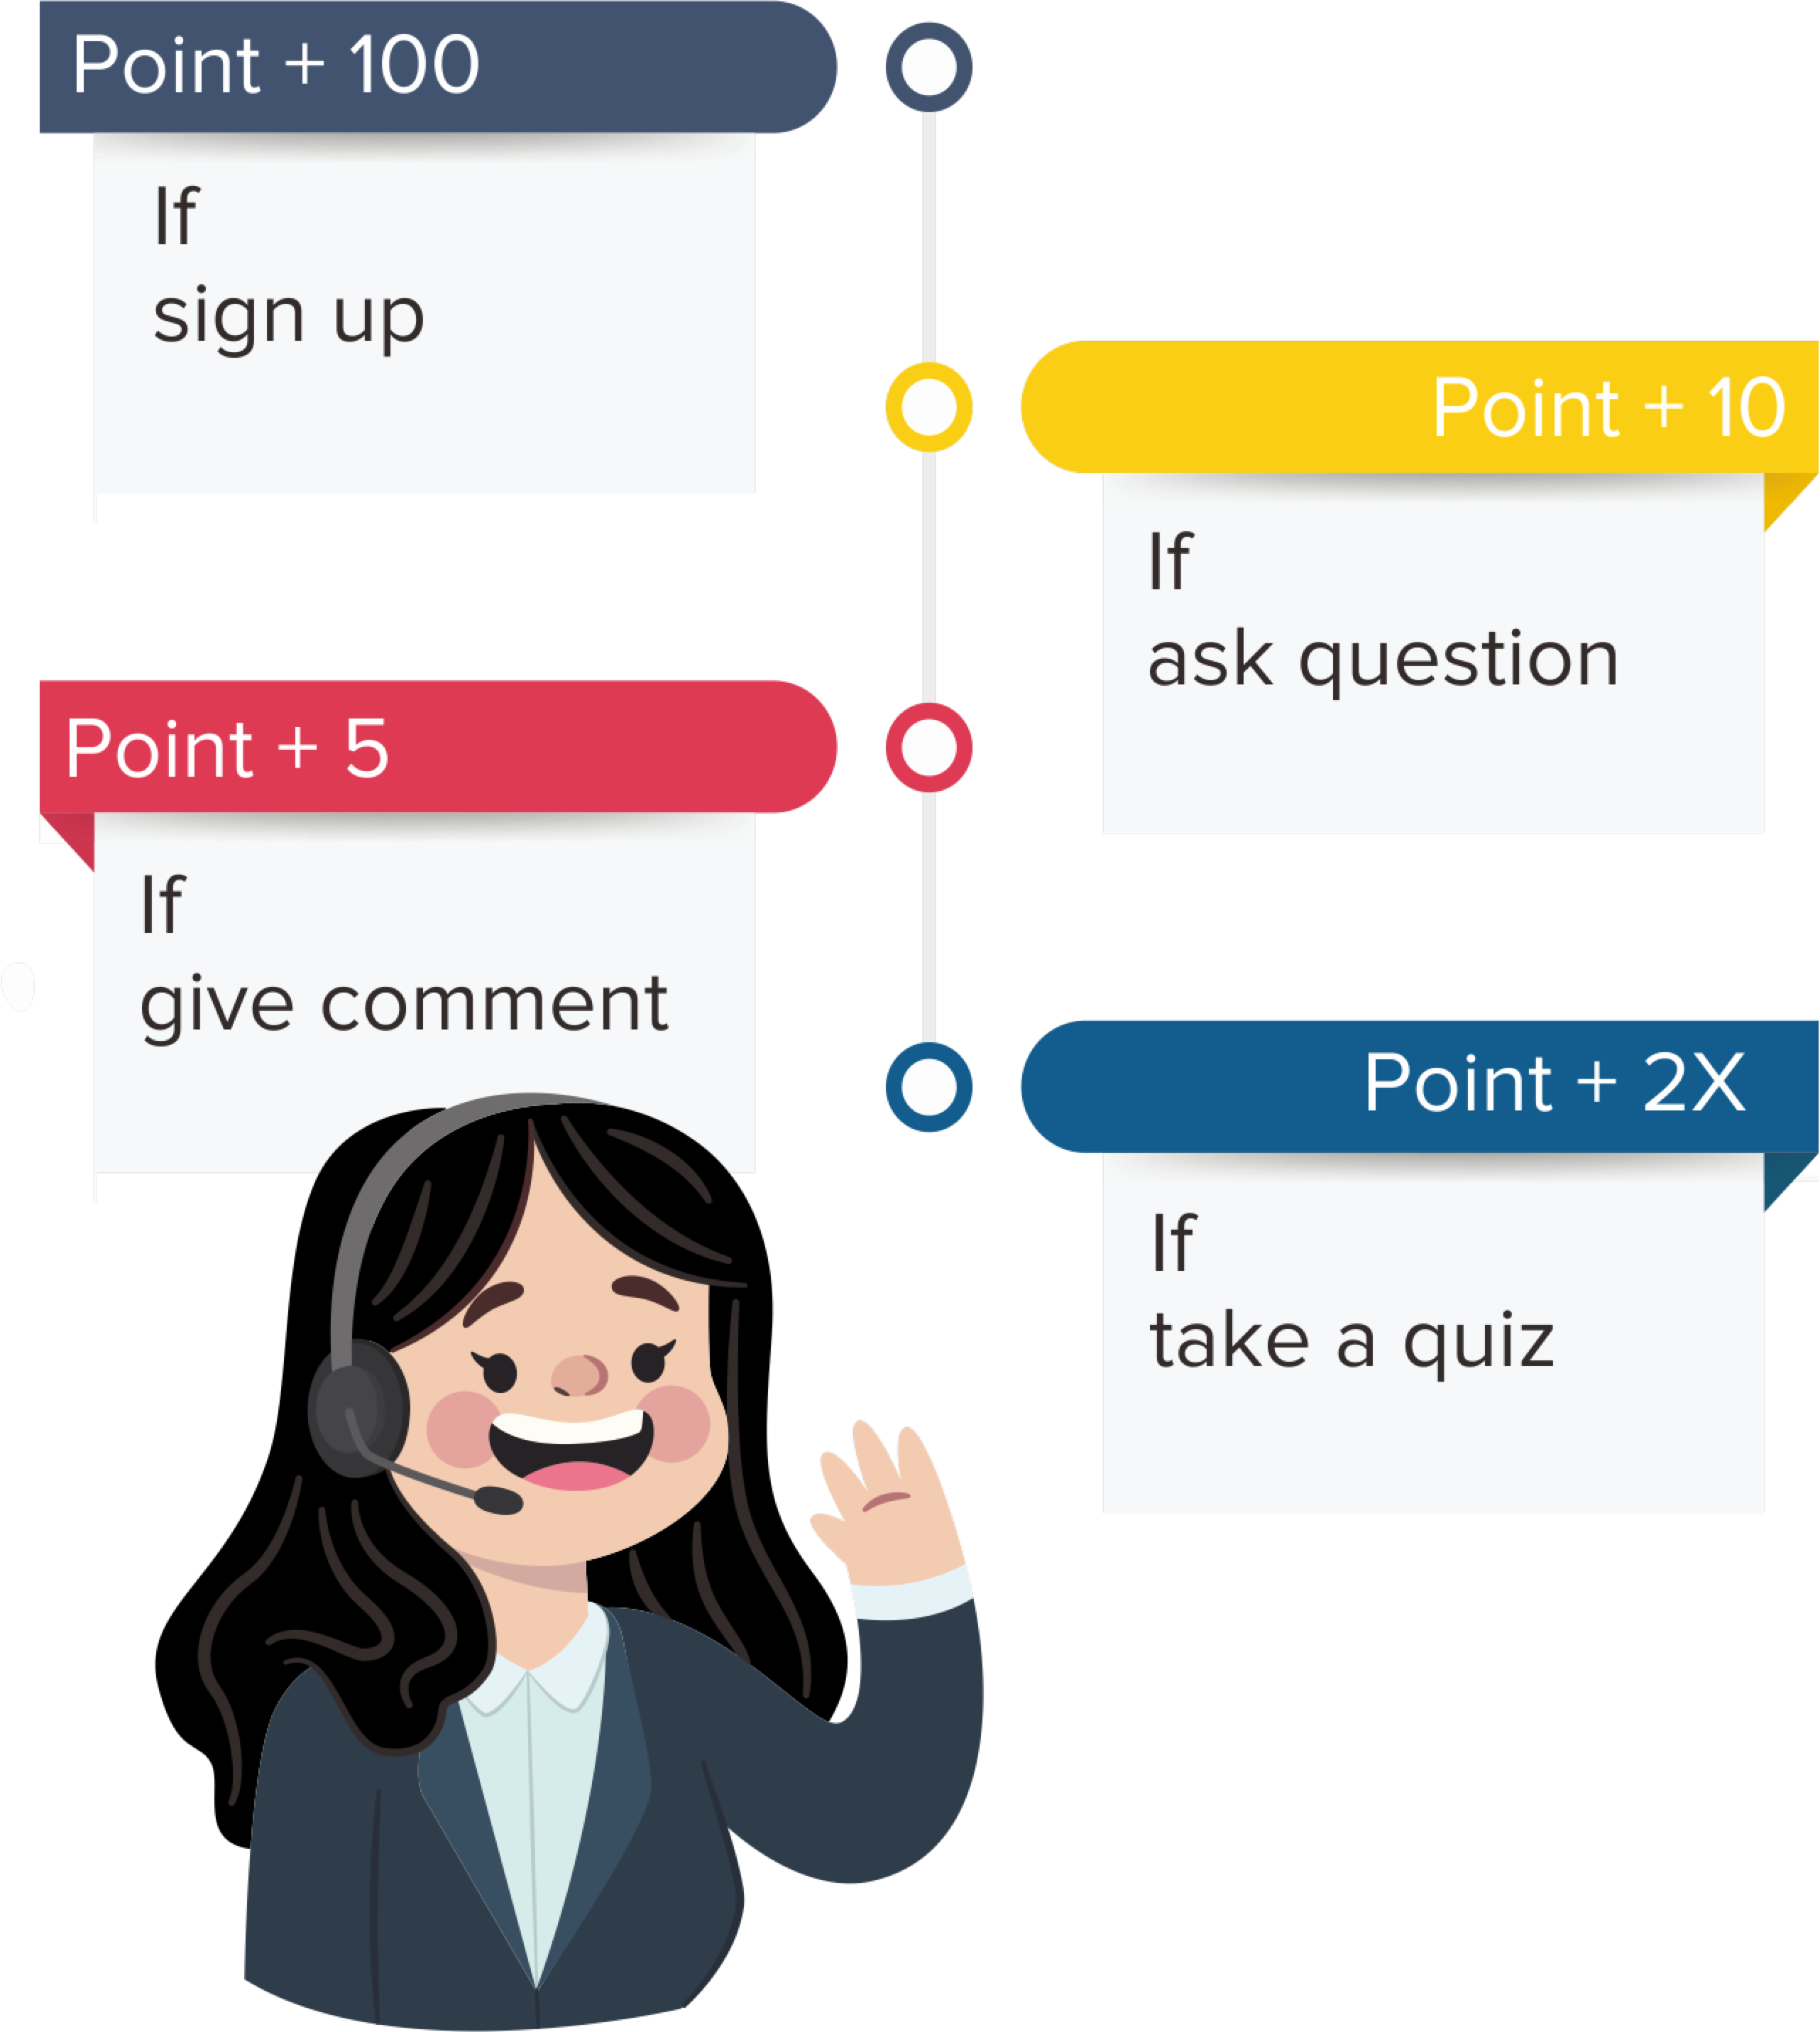 Point + 100
If
sign up
Point + 10
If
ask question
Point + 5
If
give comment
Point + 2X
If
take a quiz